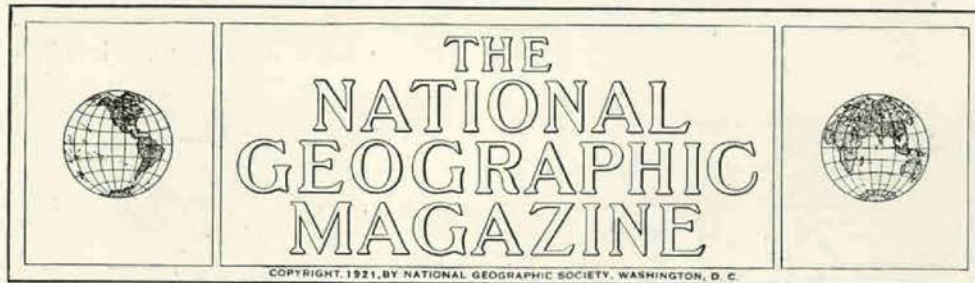 THE
NATIONAL
GEOGRAPHIC
MAGAZINE
COPYRIGHT, 1921, BY NATIONAL GEOGRAPHIC SOCIETY, WASHINGTON, D. C.